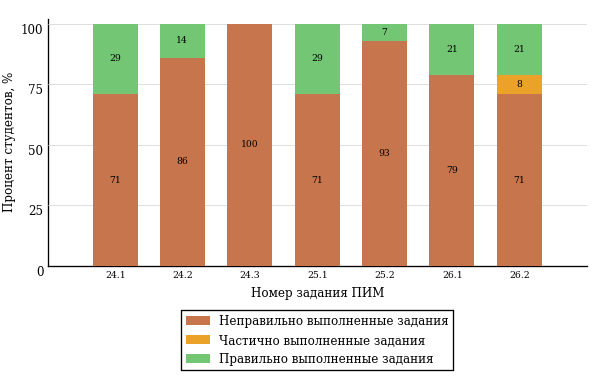 Процент студентов, %
100
75
50
25
0
29 14 29 7 21 21
8
71 86 100 71 93 79 71
24.1 24.2 24.3 25.1 25.2 26.1 26.2
Номер задания ПИМ
Неправильно выполненные задания
Частично выполненные задания
Правильно выполненные задания